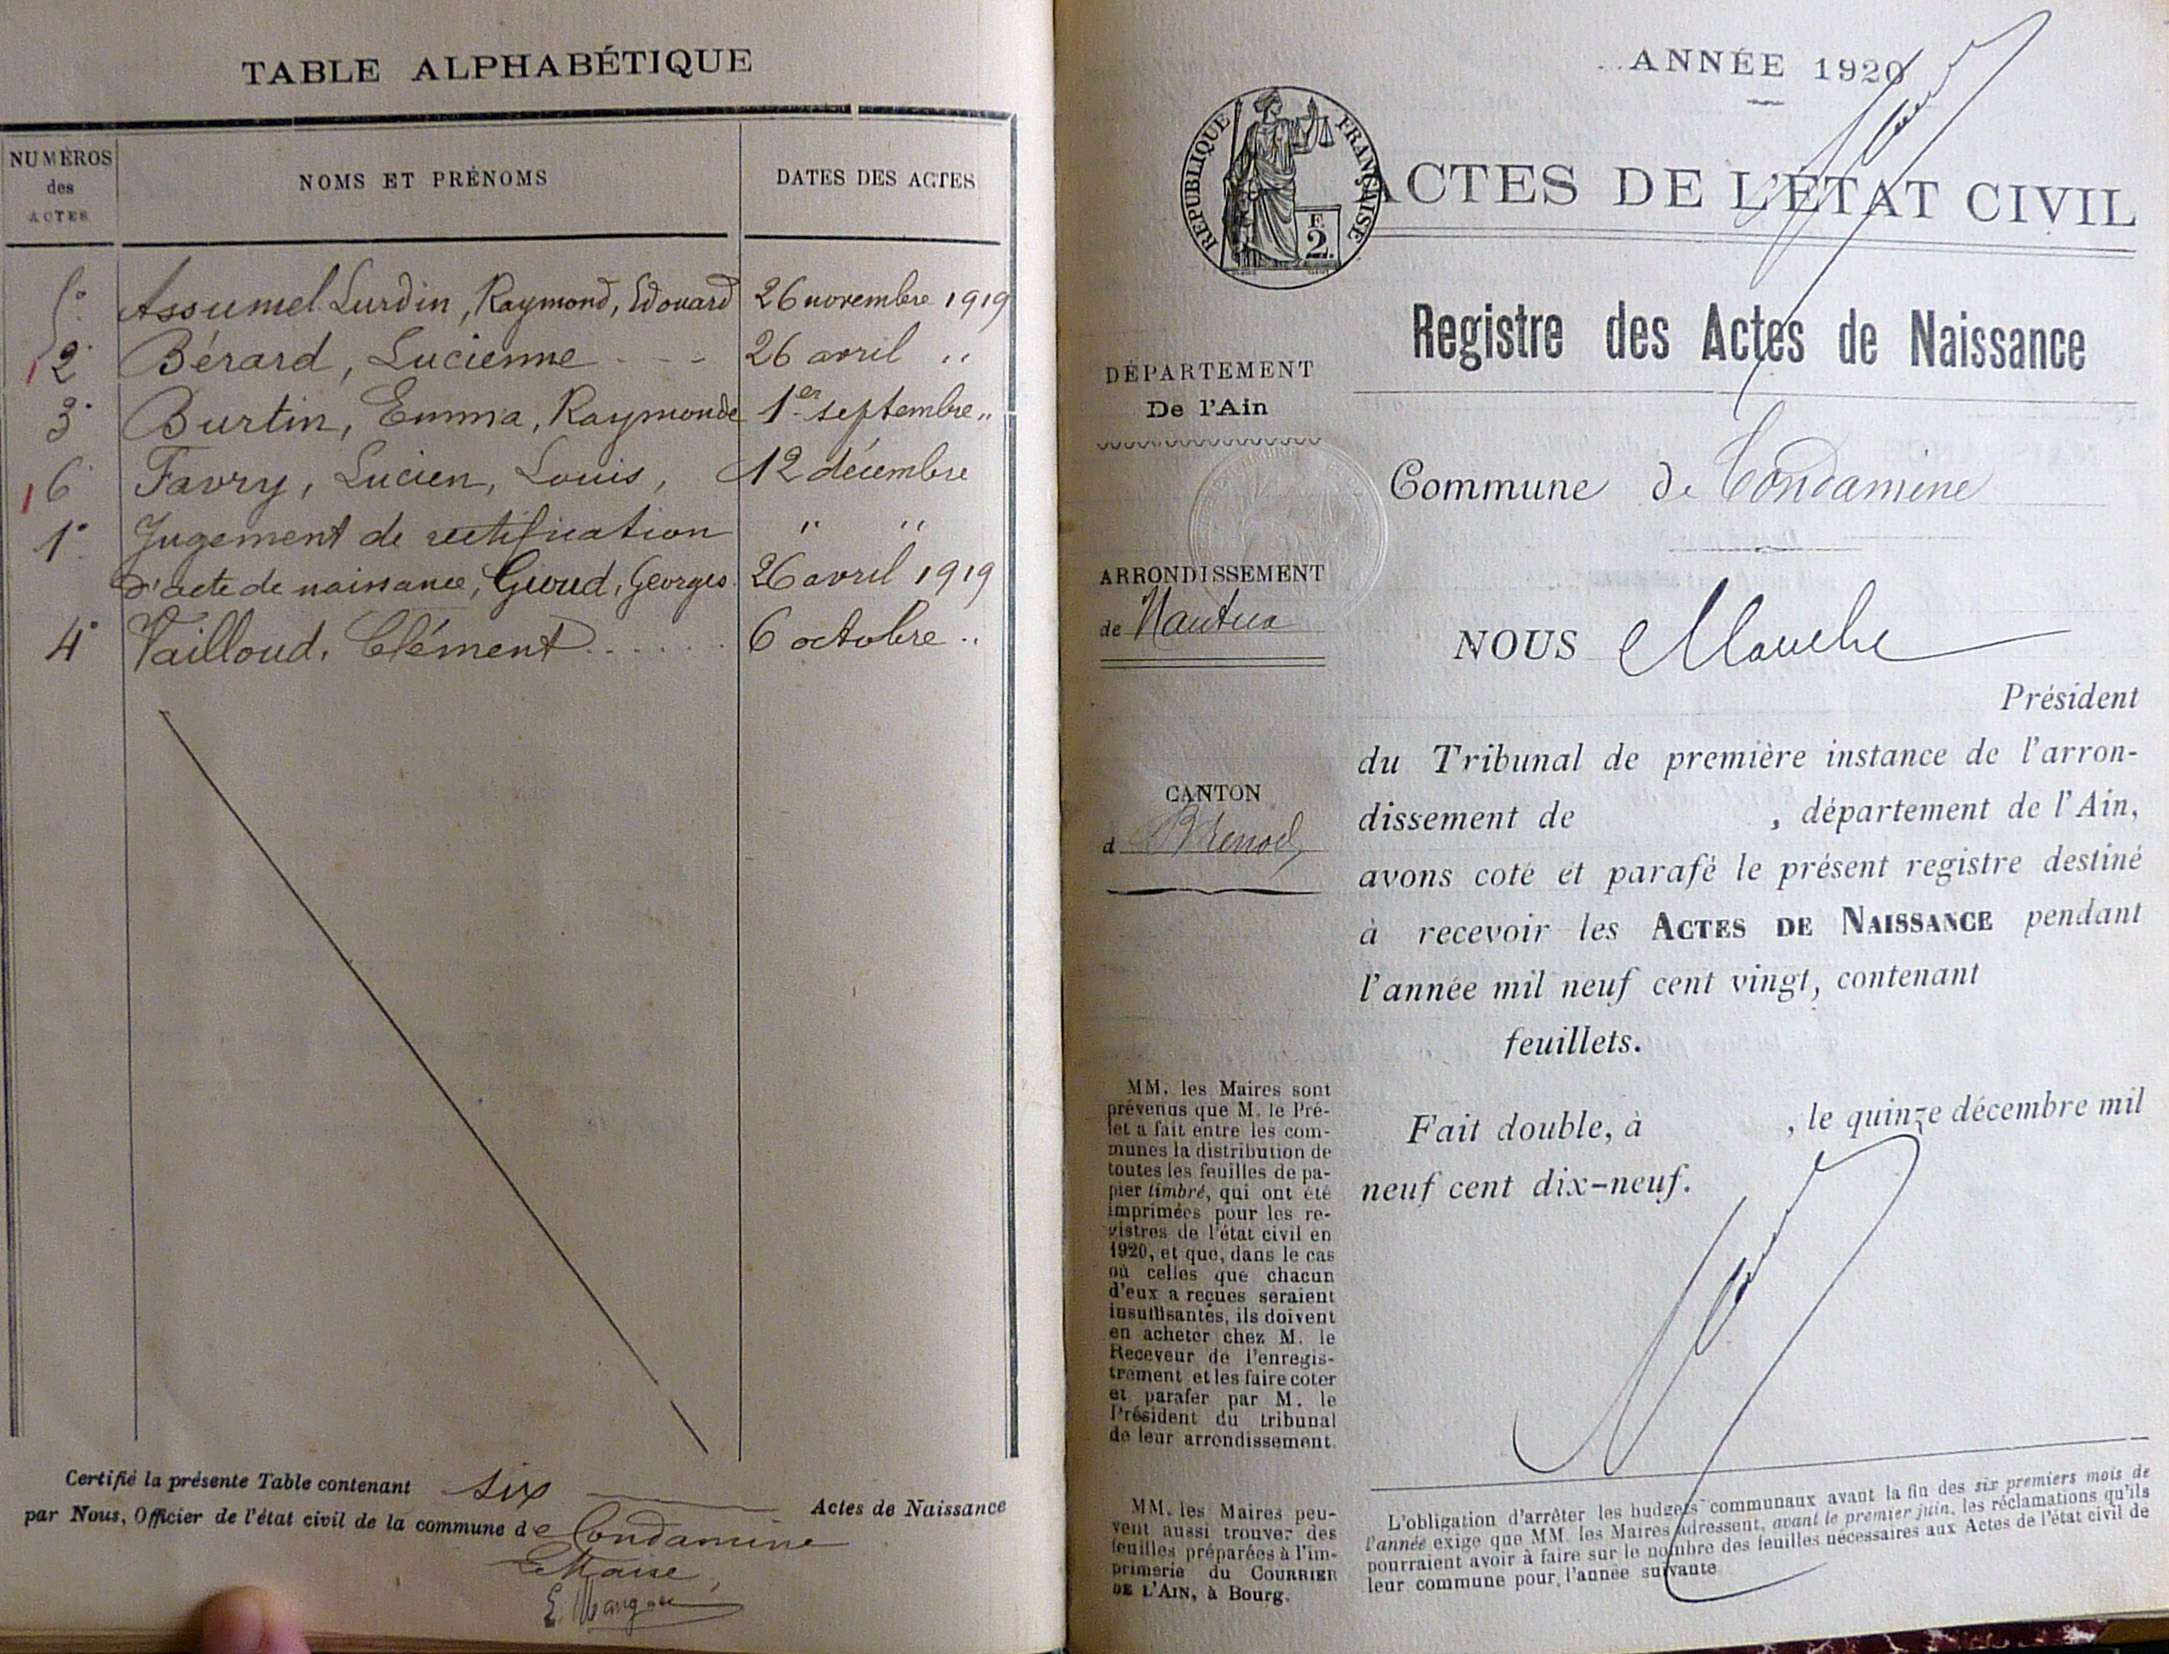 TABLE ALPHABÉTIQUE
NUMÉROS
des
ACTES
NOMS ET PRÉNOMS
DATES DES ACTES
5° Assumel Lurdin, Raymond, Edouard 26 novembre 1919
2° Bérard, Lucienne - - - 26 avril ,,
3° Burtin, Emma, Raymonde 1er septembre ,,
6° Favry, Lucien, Louis, 12 décembre
1° Jugement de rectification " "
d'acte de naissance, Giroud, Georges. 26 avril 1919
4° Vailloud, Clément ...... 6 octobre ..
Certifié la présente Table contenant six Actes de Naissance
par Nous, Officier de l'état civil de la commune de Condamine
Le Maire,
ANNÉE 1920
RÉPUBLIQUE FRANÇAISE
F.
2.
ACTES DE L'ÉTAT CIVIL
Registre des Actes de Naissance
DÉPARTEMENT
De l'Ain
Commune de Condamine
ARRONDISSEMENT
de Nantua
NOUS
Président
du Tribunal de première instance de l'arron-
dissement de , département de l'Ain,
CANTON
d Brénod,
avons coté et parafé le présent registre destiné
à recevoir les ACTES DE NAISSANCE pendant
l'année mil neuf cent vingt, contenant
feuillets.
Fait double, à , le quinze décembre mil
neuf cent dix-neuf.
MM. les Maires sont
prévenus que M. le Pré-
fet a fait entre les com-
munes la distribution de
toutes les feuilles de pa-
pier timbré, qui ont été
imprimées pour les re-
gistres de l'état civil en
1920, et que, dans le cas
où celles que chacun
d'eux a reçues seraient
insuffisantes, ils doivent
en acheter chez M. le
Receveur de l'enregis-
trement et les faire coter
et parafer par M. le
Président du tribunal
de leur arrondissement.
MM. les Maires peu-
vent aussi trouver des
feuilles préparées à l'im-
primerie du COURRIER
DE L'AIN, à Bourg.
L'obligation d'arrêter les budgets communaux avant la fin des six premiers mois de
l'année exige que MM. les Maires adressent, avant le premier juin, les réclamations qu'ils
pourraient avoir à faire sur le nombre des feuilles nécessaires aux Actes de l'état civil de
leur commune pour l'année suivante